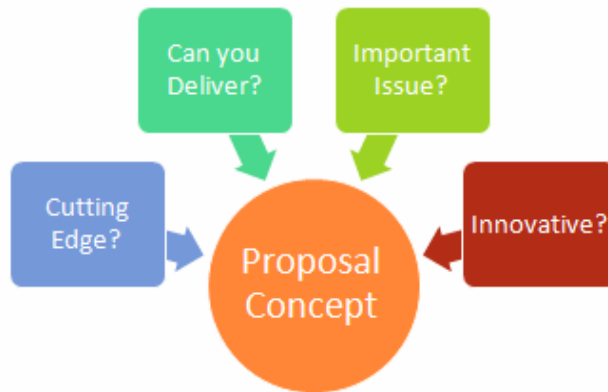 Can you
Deliver?
Important
Issue?
Cutting
Edge?
Innovative?
Proposal
Concept